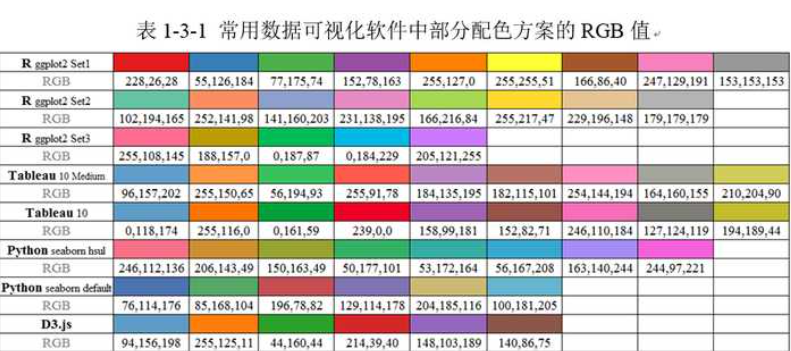 表 1-3-1 常用数据可视化软件中部分配色方案的 RGB 值
R ggplot2 Set1
RGB 228,26,28 55,126,184 77,175,74 152,78,163 255,127,0 255,255,51 166,86,40 247,129,191 153,153,153
R ggplot2 Set2
RGB 102,194,165 252,141,98 141,160,203 231,138,195 166,216,84 255,217,47 229,196,148 179,179,179
R ggplot2 Set3
RGB 255,108,145 188,157,0 0,187,87 0,184,229 205,121,255
Tableau 10 Medium
RGB 96,157,202 255,150,65 56,194,93 255,91,78 184,135,195 182,115,101 254,144,194 164,160,155 210,204,90
Tableau 10
RGB 0,118,174 255,116,0 0,161,59 239,0,0 158,99,181 152,82,71 246,110,184 127,124,119 194,189,44
Python seaborn hsul
RGB 246,112,136 206,143,49 150,163,49 50,177,101 53,172,164 56,167,208 163,140,244 244,97,221
Python seaborn default
RGB 76,114,176 85,168,104 196,78,82 129,114,178 204,185,116 100,181,205
D3.js
RGB 94,156,198 255,125,11 44,160,44 214,39,40 148,103,189 140,86,75